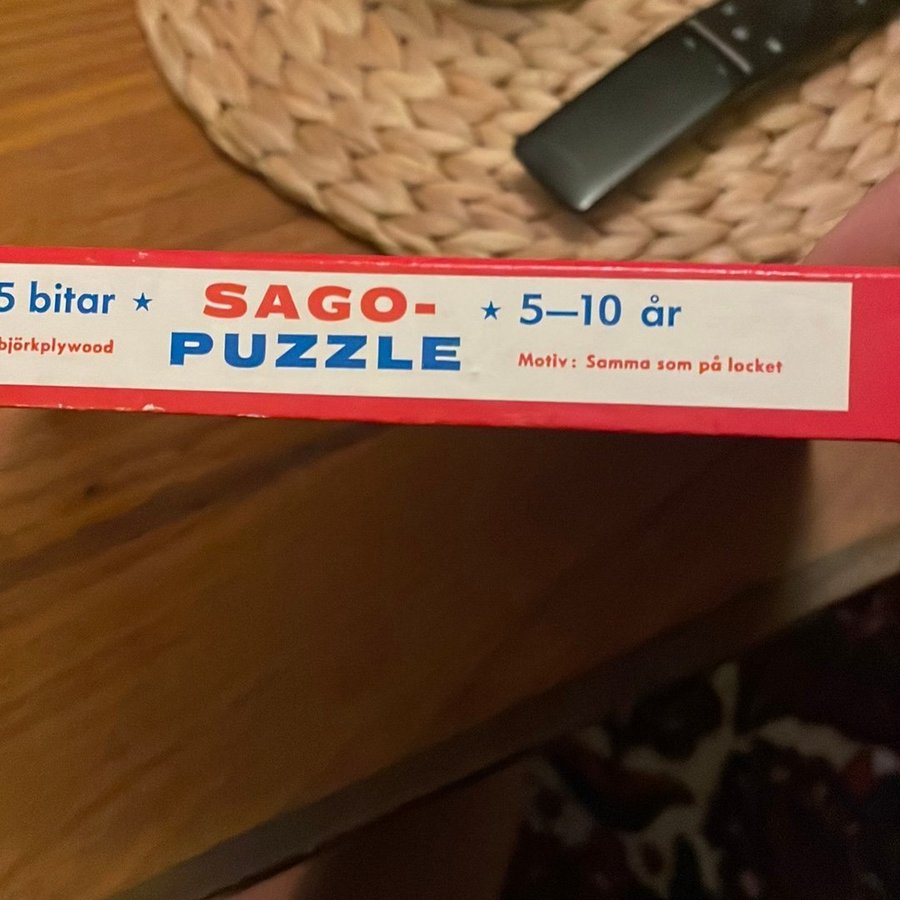 5 bitar ★ SAGO- ★ 5—10 år
björkplywood PUZZLE Motiv: Samma som på locket